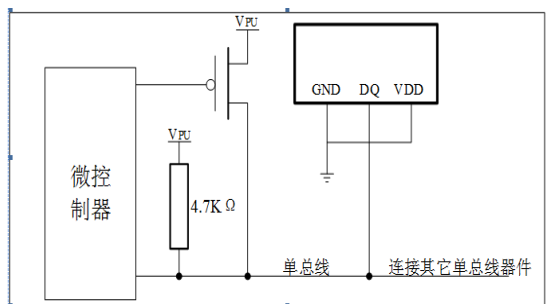 VPU
GND DQ VDD
VPU
微控
制器
4.7K Ω
单总线
连接其它单总线器件